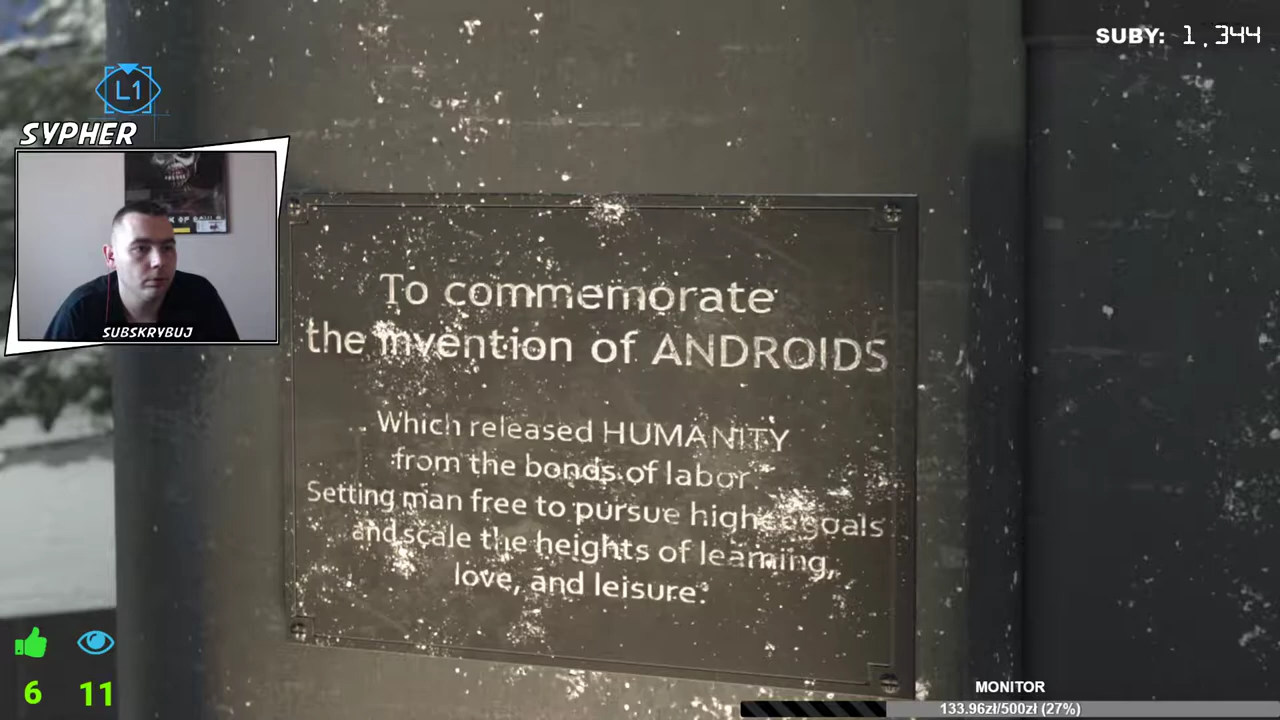 SUBY: 1,344
L1
SYPHER
SUBSKRYBUJ
To commemorate
the invention of ANDROIDS
Which released HUMANITY
from the bonds of labor
Setting man free to pursue higher goals
and scale the heights of learning,
love, and leisure.
6 11
MONITOR
133.96zł/500zł (27%)